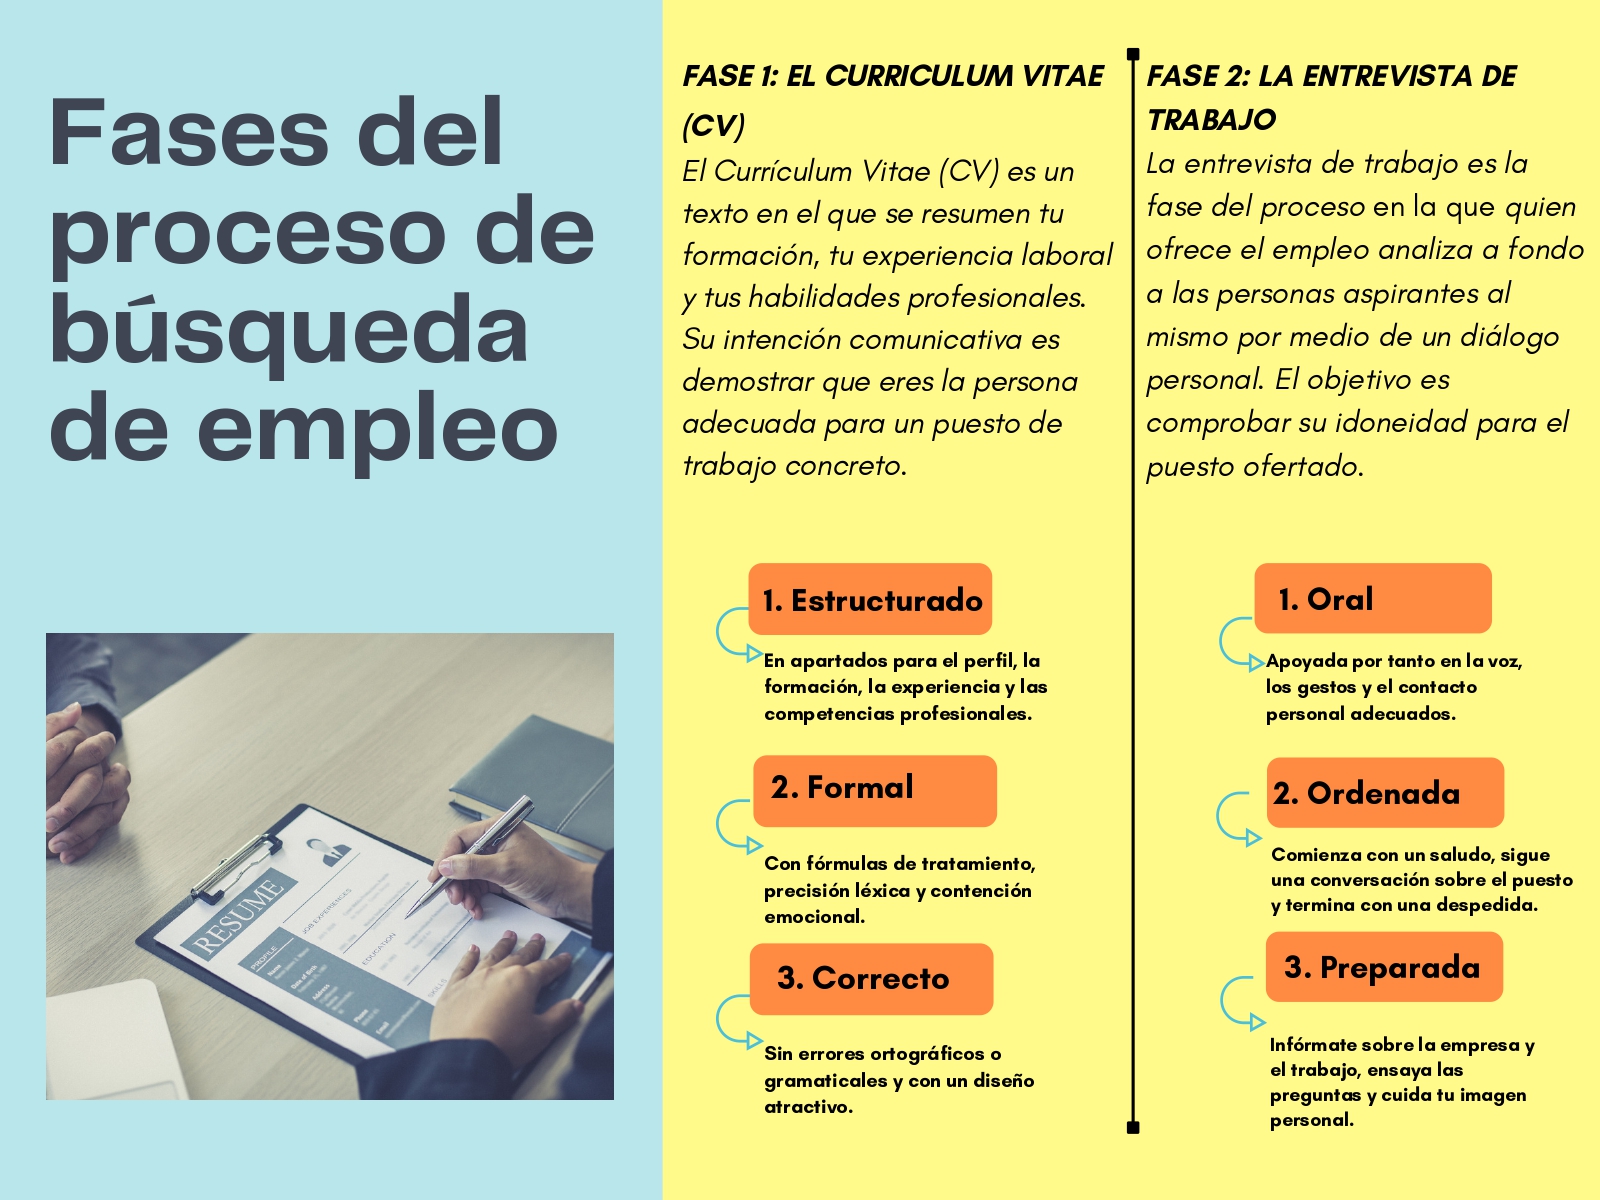 Fases del
proceso de
búsqueda
de empleo
RESUME
PROFILE
Name
Date of Birth
Address
Phone
Email
JOB EXPERIENCES
EDUCATION
SKILLS
FASE 1: EL CURRICULUM VITAE
(CV)
El Currículum Vitae (CV) es un
texto en el que se resumen tu
formación, tu experiencia laboral
y tus habilidades profesionales.
Su intención comunicativa es
demostrar que eres la persona
adecuada para un puesto de
trabajo concreto.
1. Estructurado
En apartados para el perfil, la
formación, la experiencia y las
competencias profesionales.
2. Formal
Con fórmulas de tratamiento,
precisión léxica y contención
emocional.
3. Correcto
Sin errores ortográficos o
gramaticales y con un diseño
atractivo.
FASE 2: LA ENTREVISTA DE
TRABAJO
La entrevista de trabajo es la
fase del proceso en la que quien
ofrece el empleo analiza a fondo
a las personas aspirantes al
mismo por medio de un diálogo
personal. El objetivo es
comprobar su idoneidad para el
puesto ofertado.
1. Oral
Apoyada por tanto en la voz,
los gestos y el contacto
personal adecuados.
2. Ordenada
Comienza con un saludo, sigue
una conversación sobre el puesto
y termina con una despedida.
3. Preparada
Infórmate sobre la empresa y
el trabajo, ensaya las
preguntas y cuida tu imagen
personal.